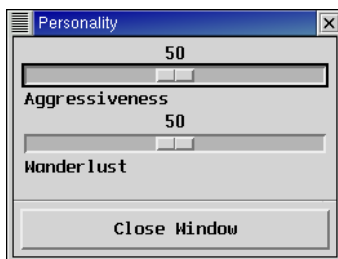 Personality
50
Aggressiveness
50
Wanderlust
Close Window